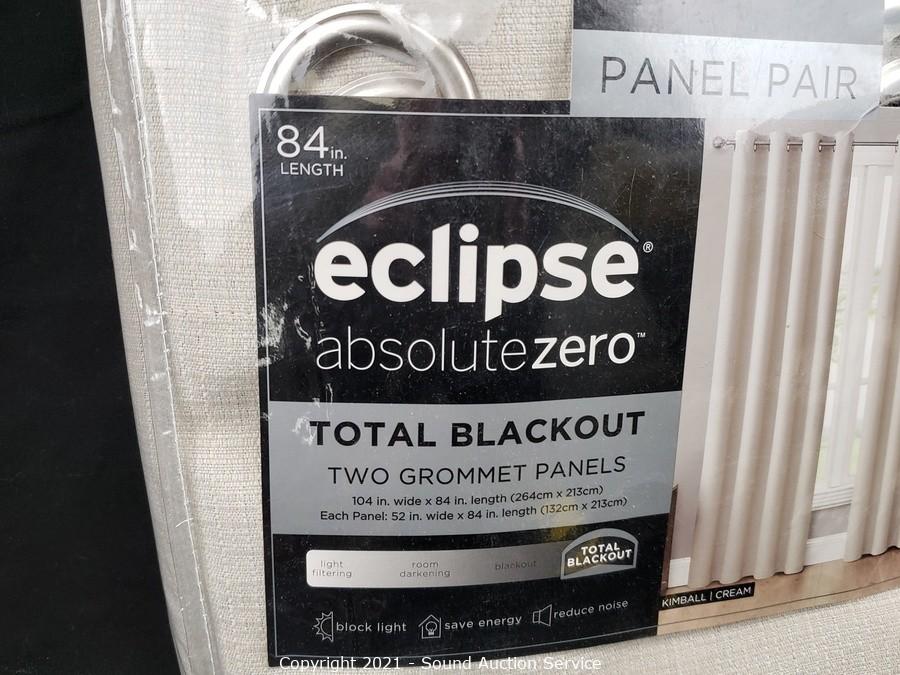 PANEL PAIR
84 in.
LENGTH
eclipse®
absolutezero™
TOTAL BLACKOUT
TWO GROMMET PANELS
104 in. wide x 84 in. length (264cm x 213cm)
Each Panel: 52 in. wide x 84 in. length (132cm x 213cm)
light filtering
room darkening
blackout
TOTAL BLACKOUT
block light
save energy
reduce noise
KIMBALL | CREAM
Copyright 2021 - Sound Auction Service